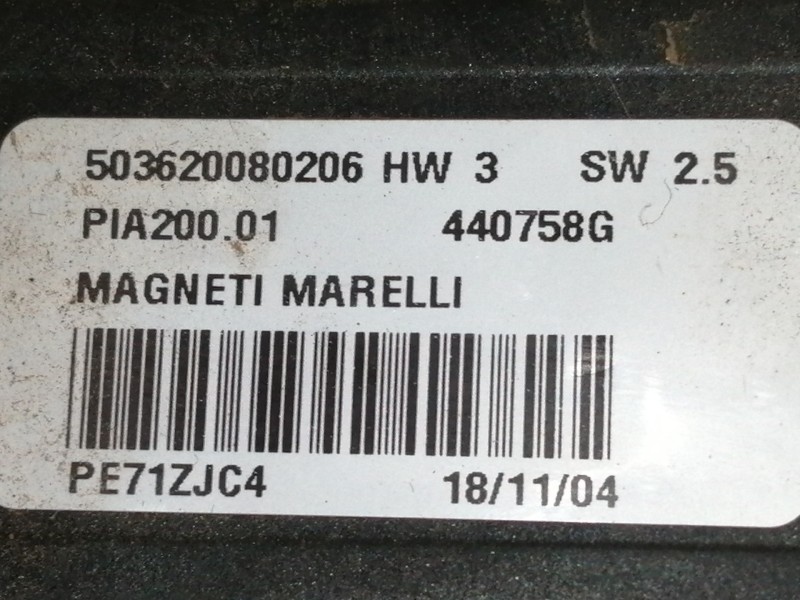 503620080206 HW 3 SW 2.5
PIA200.01 440758G
MAGNETI MARELLI
PE71ZJC4 18/11/04